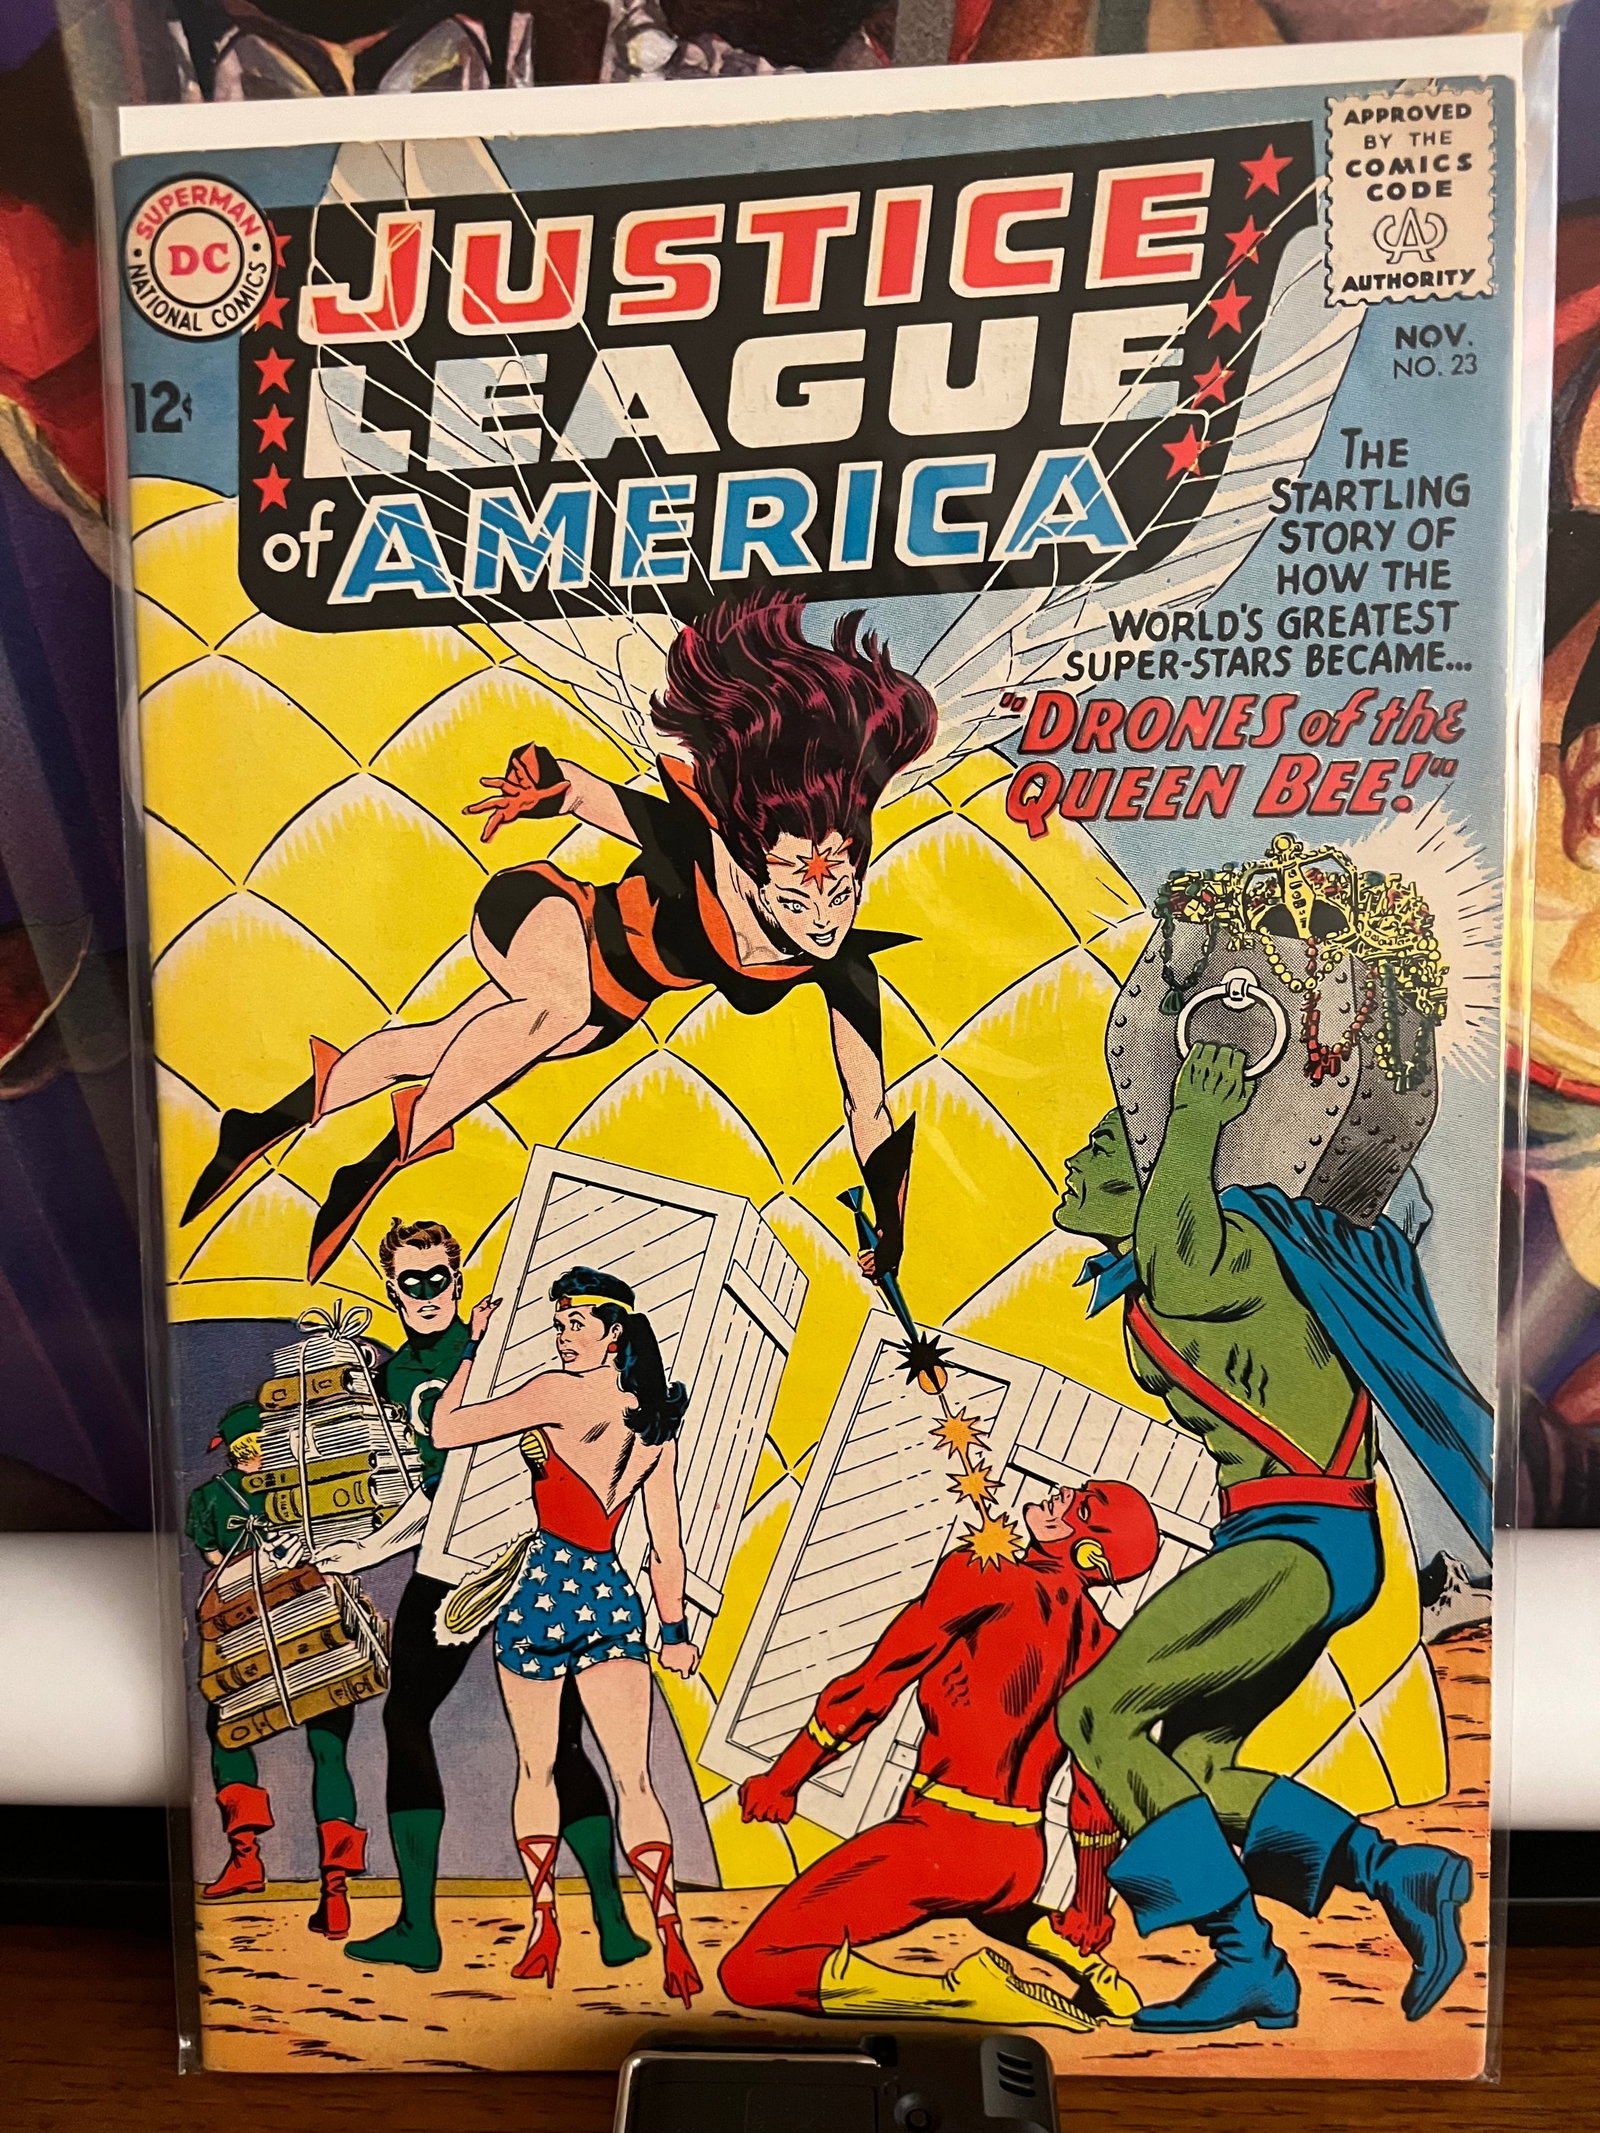 SUPERMAN
DC
NATIONAL COMICS
12¢
JUSTICE
LEAGUE
of AMERICA
APPROVED
BY THE
COMICS
CODE
CA
AUTHORITY
NOV.
NO. 23
THE
STARTLING
STORY OF
HOW THE
WORLD'S GREATEST
SUPER-STARS BECAME...
"DRONES of the
QUEEN BEE!"